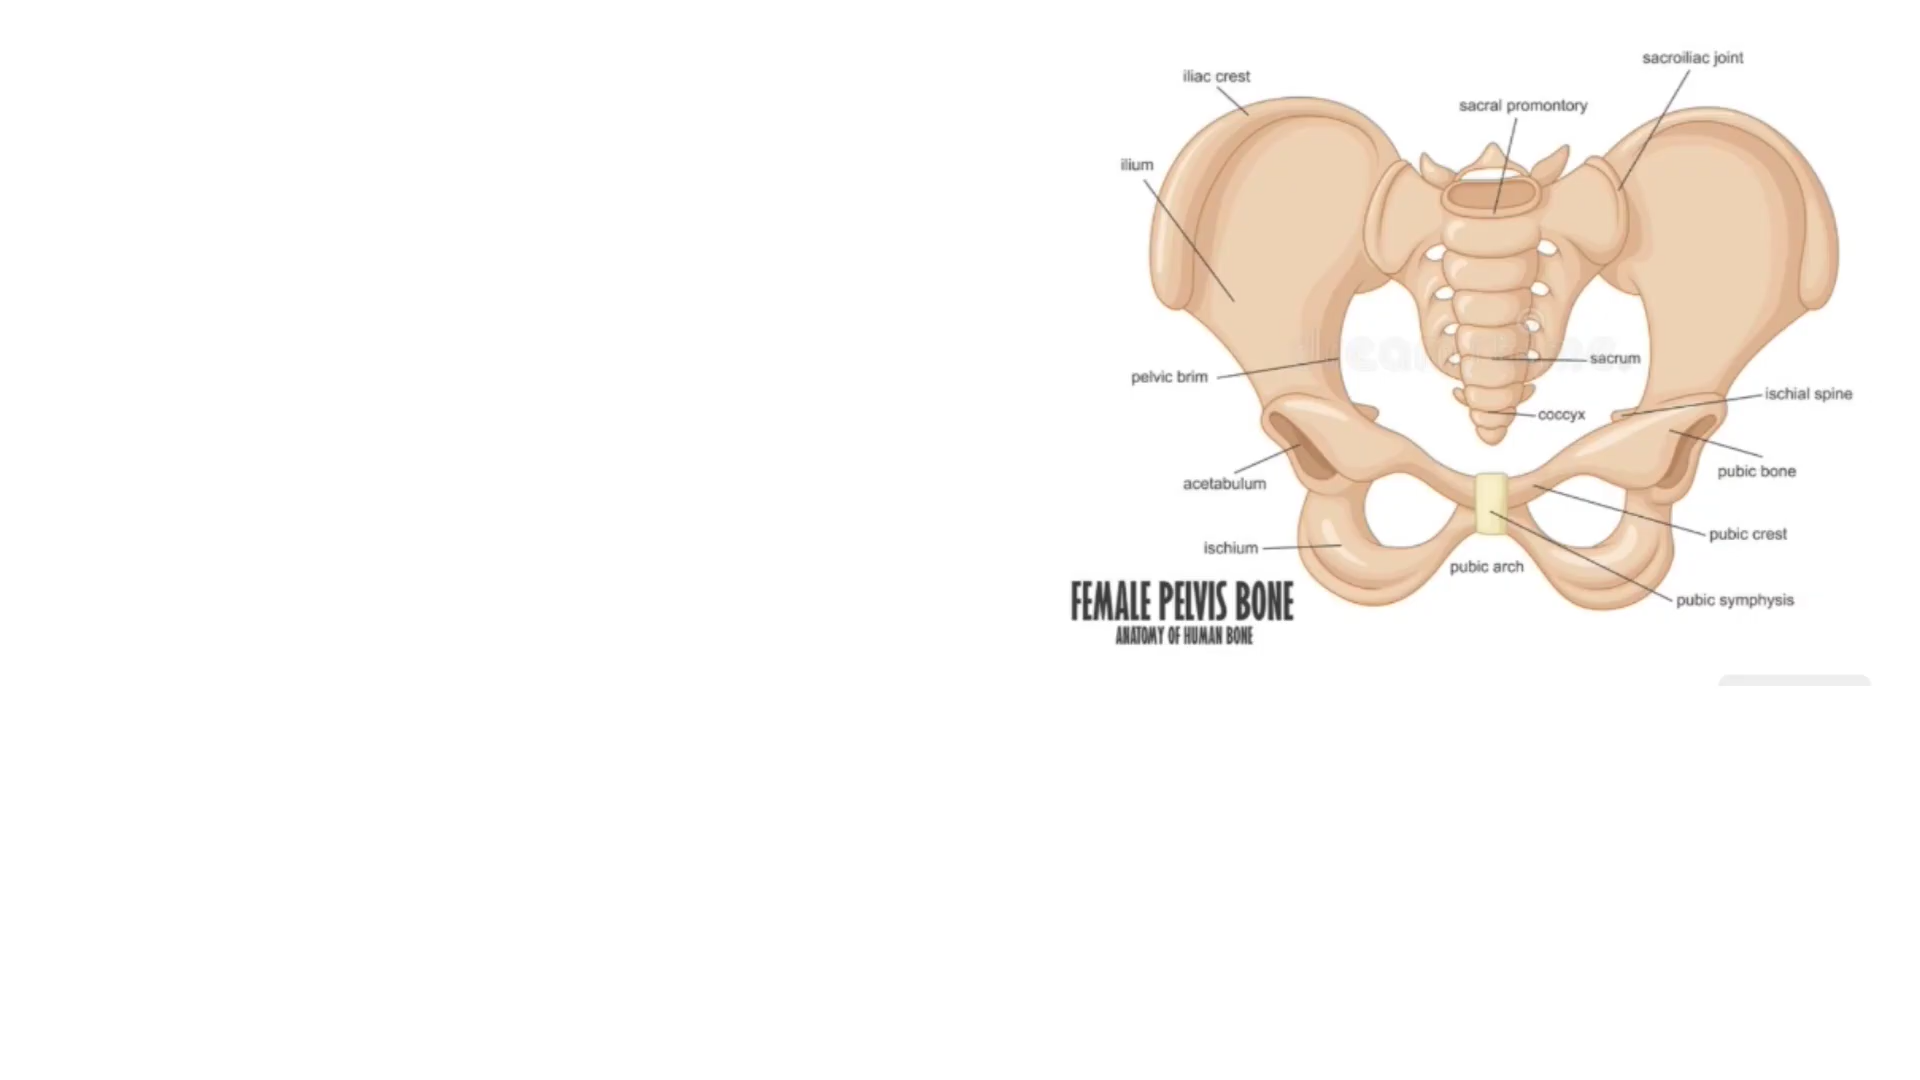 sacroiliac joint
iliac crest
sacral promontory
ilium
sacrum
pelvic brim
ischial spine
coccyx
pubic bone
acetabulum
pubic crest
ischium
pubic arch
FEMALE PELVIS BONE
pubic symphysis
ANATOMY OF HUMAN BONE